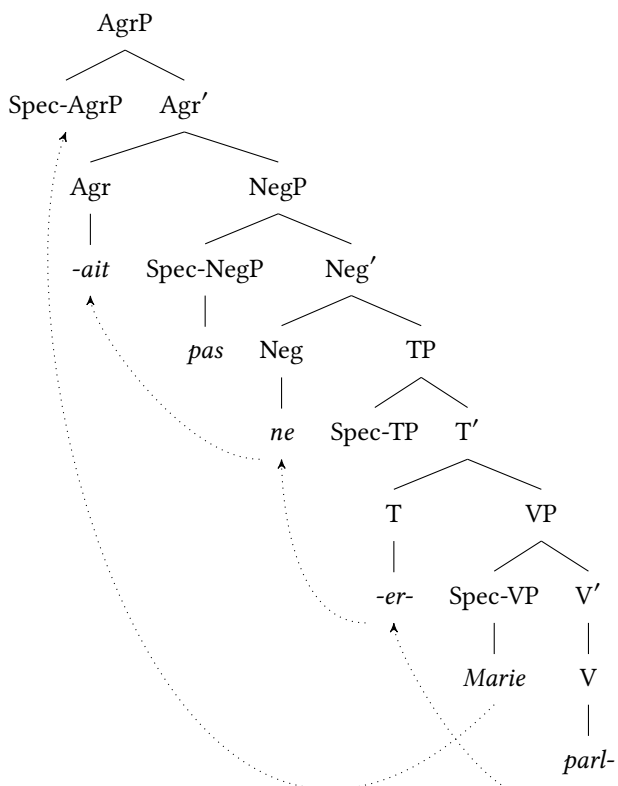 AgrP
Spec-AgrP Agr′
Agr NegP
-ait Spec-NegP Neg′
pas Neg TP
ne Spec-TP T′
T VP
-er- Spec-VP V′
Marie V
parl-